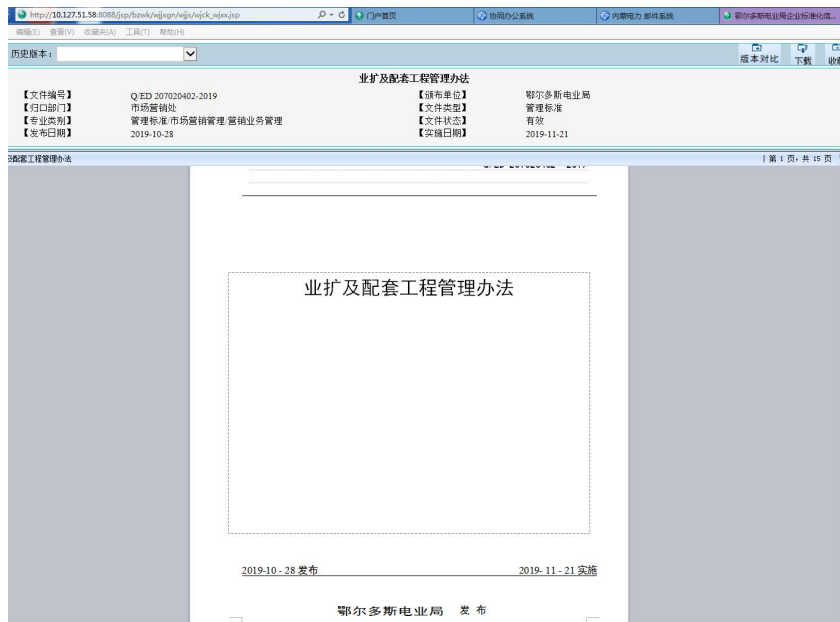 http://10.127.51.58:8088/jsp/bzwk/wjjsgn/wjjs/wjck_wjxx.jsp
门户首页
协同办公系统
内蒙电力 邮件系统
鄂尔多斯电业局企业标准化信...
编辑(E) 查看(V) 收藏夹(A) 工具(T) 帮助(H)
历史版本：
版本对比 下载
业扩及配套工程管理办法
【文件编号】 Q/ED 207020402-2019 【颁布单位】 鄂尔多斯电业局
【归口部门】 市场营销处 【文件类型】 管理标准
【专业类别】 管理标准/市场营销管理/营销业务管理 【文件状态】 有效
【发布日期】 2019-10-28 【实施日期】 2019-11-21
配套工程管理办法 | 第 1 页, 共 15 页
业扩及配套工程管理办法
2019-10 - 28 发布 2019- 11 - 21 实施
鄂尔多斯电业局 发 布